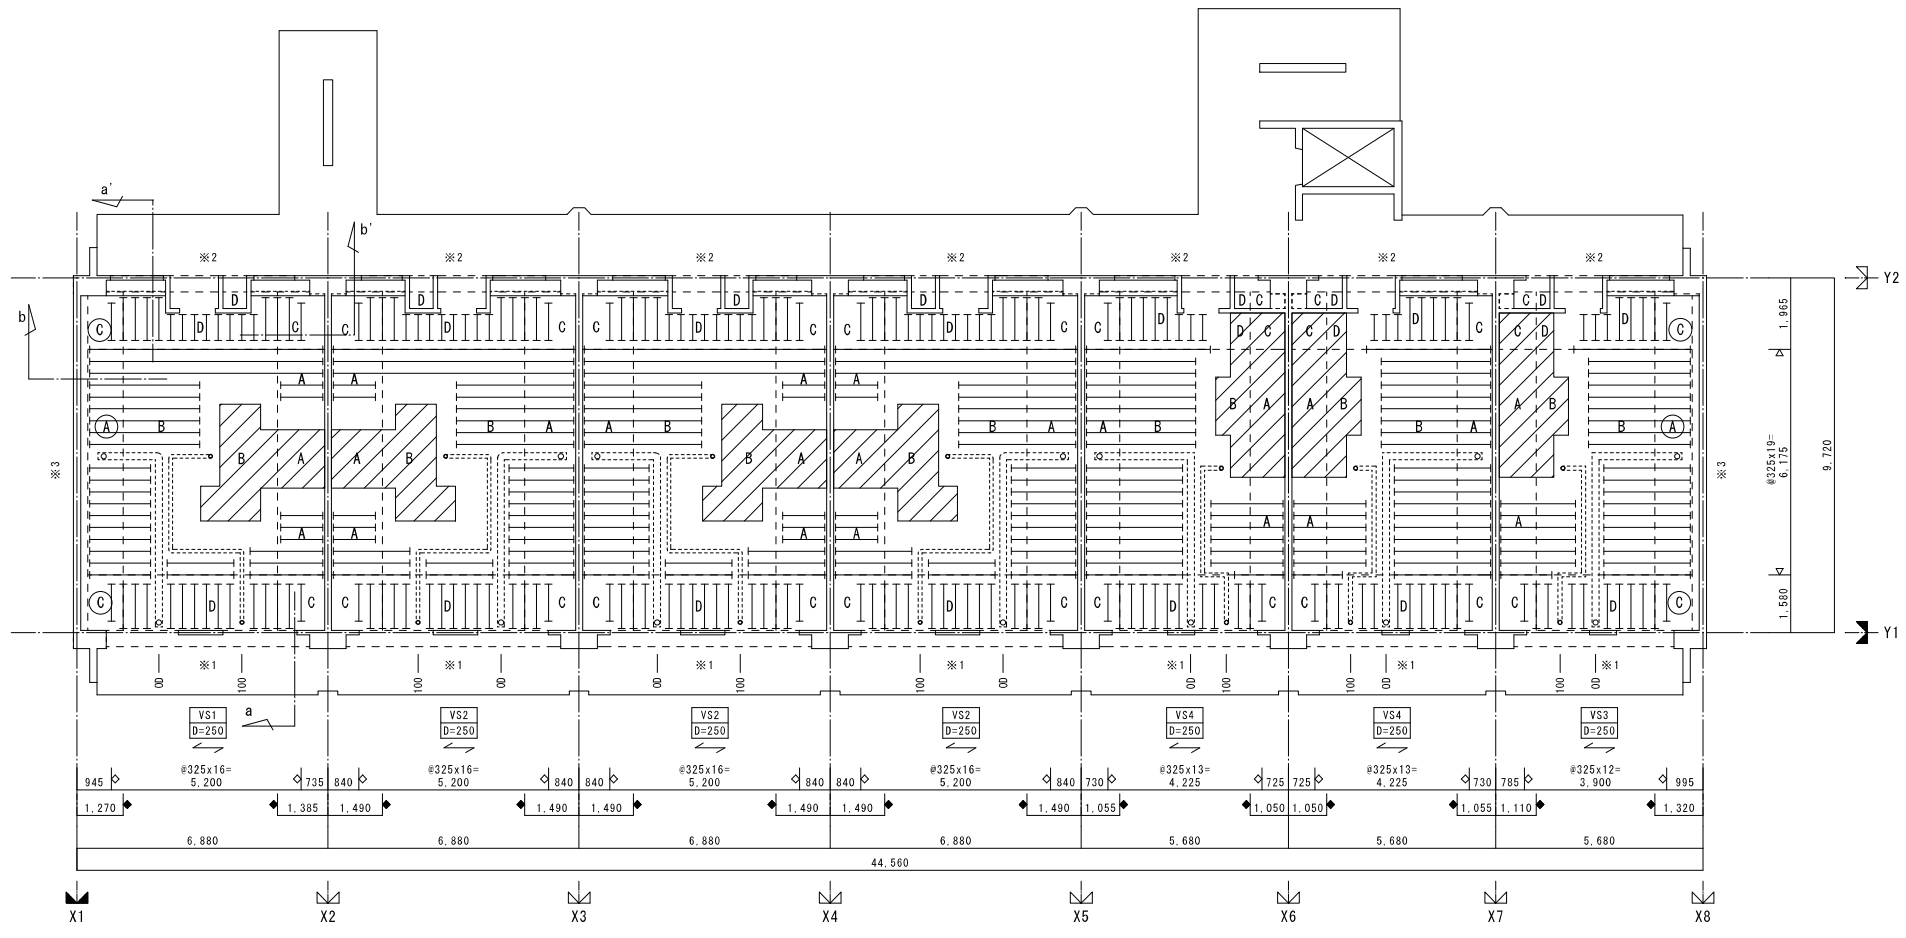 a'
b'
※2 ※2 ※2 ※2 ※2 ※2 ※2
Y2
D D D D D C C D C D
b
C D C C D C C D C C D C C D D C C D D C C D D C
1,965
A A A A
A B B A A B B A A B B A A B B A A B B A
※3 B A A B B A A B ※3
@325x19=
6,175
9,720
A A A A A A A
A A A A
C D C C D C C D C C D C C D C C D C C D C
1,580
Y1
※1 ※1 ※1 ※1 ※1 ※1 ※1
OD 100 100 OD OD 100 100 OD OD 100 100 OD 100 OD
a
VS1 VS2 VS2 VS2 VS4 VS4 VS3
D=250 D=250 D=250 D=250 D=250 D=250 D=250
@325x16= @325x16= @325x16= @325x16= @325x13= @325x13= @325x12=
945 5,200 735 840 5,200 840 840 5,200 840 840 5,200 840 730 4,225 725 725 4,225 730 785 3,900 995
1,270 1,385 1,490 1,490 1,490 1,490 1,490 1,490 1,055 1,050 1,050 1,055 1,110 1,320
6,880 6,880 6,880 6,880 5,680 5,680 5,680
44,560
X1 X2 X3 X4 X5 X6 X7 X8